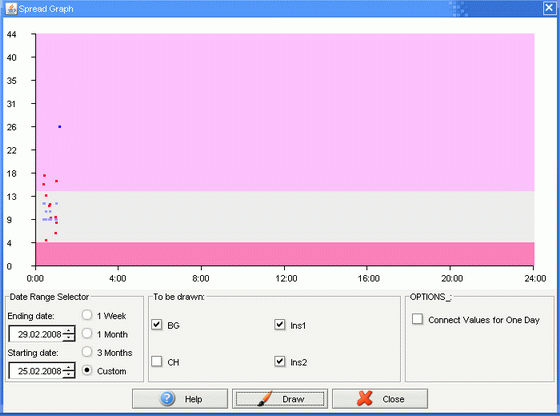 Spread Graph
44
40
35
31
26
22
18
13
9
4
0
0:00 4:00 8:00 12:00 16:00 20:00 24:00
Date Range Selector
Ending date:
29.02.2008
Starting date:
25.02.2008
1 Week
1 Month
3 Months
Custom
To be drawn:
BG Ins1
CH Ins2
OPTIONS_:
Connect Values for One Day
Help Draw Close